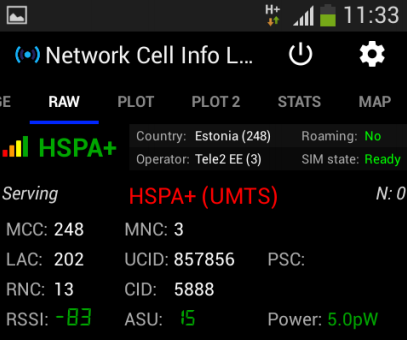 H+ 11:33
Network Cell Info L...
GE RAW PLOT PLOT 2 STATS MAP
HSPA+ Country: Estonia (248) Roaming: No
Operator: Tele2 EE (3) SIM state: Ready
Serving HSPA+ (UMTS) N: 0
MCC: 248 MNC: 3
LAC: 202 UCID: 857856 PSC:
RNC: 13 CID: 5888
RSSI: -83 ASU: 15 Power: 5.0pW